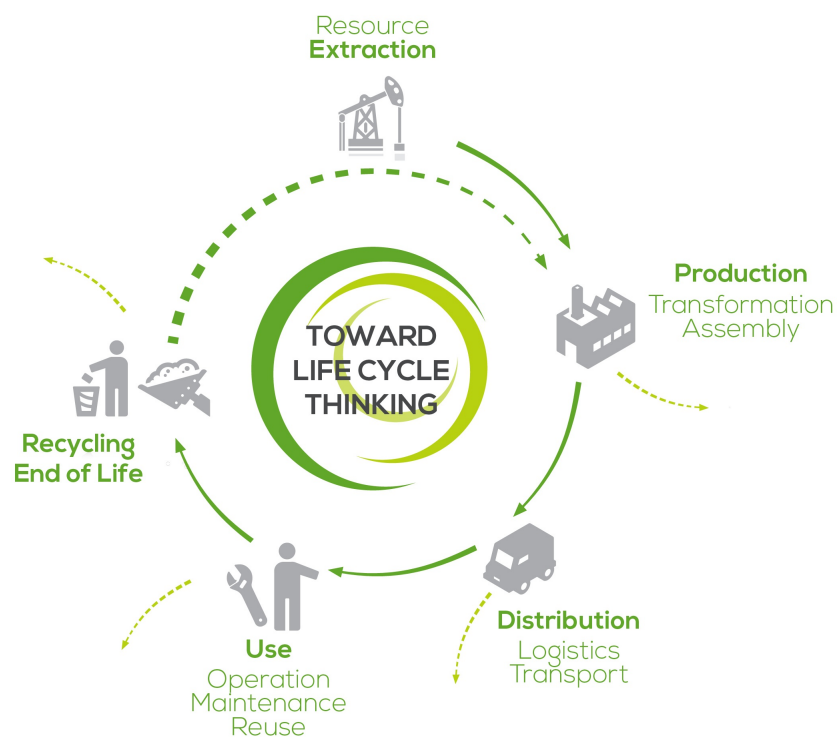 Resource
Extraction
Production
Transformation
Assembly
TOWARD
LIFE CYCLE
THINKING
Recycling
End of Life
Distribution
Logistics
Transport
Use
Operation
Maintenance
Reuse